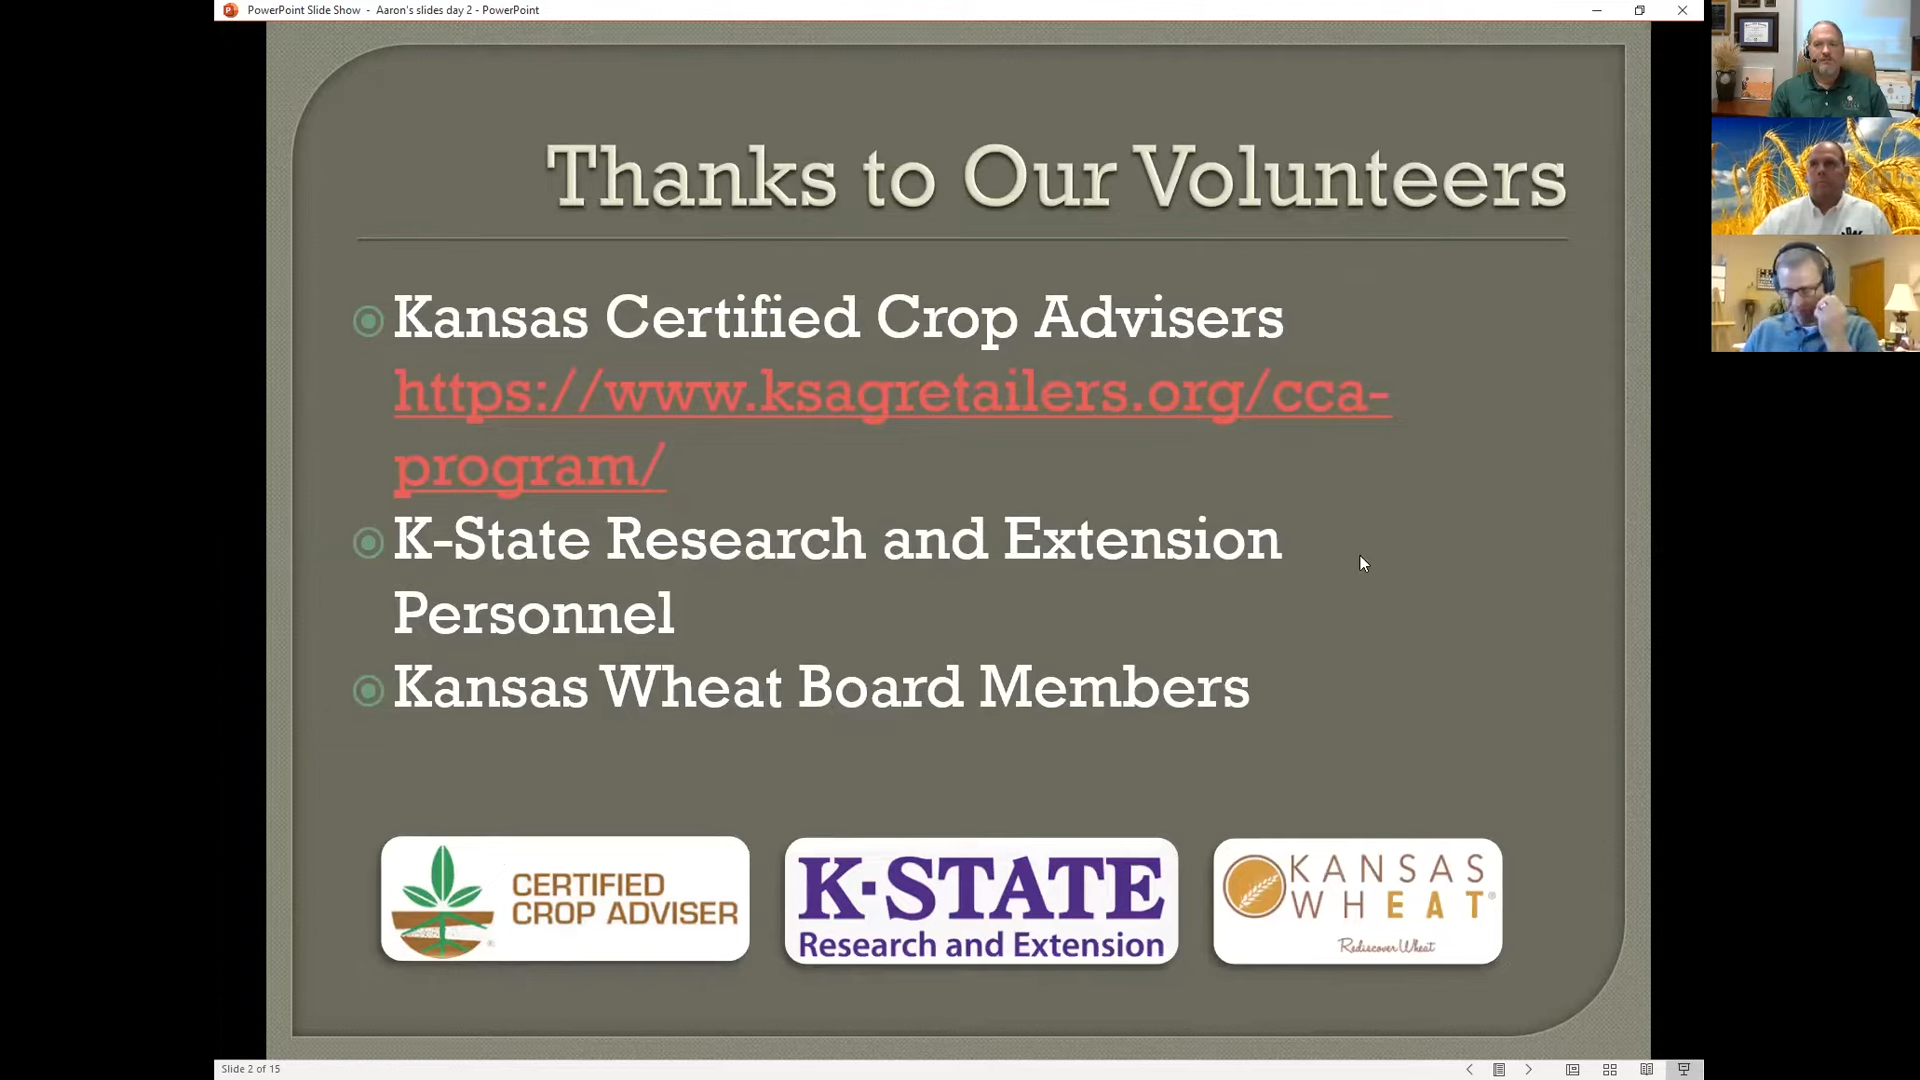 PowerPoint Slide Show - Aaron's slides day 2 - PowerPoint
Thanks to Our Volunteers
Kansas Certified Crop Advisers
https://www.ksagretailers.org/cca-
program/
K-State Research and Extension
Personnel
Kansas Wheat Board Members
CERTIFIED
CROP ADVISER
®
K·STATE
Research and Extension
KANSAS
WHEAT®
Rediscover Wheat
Slide 2 of 15